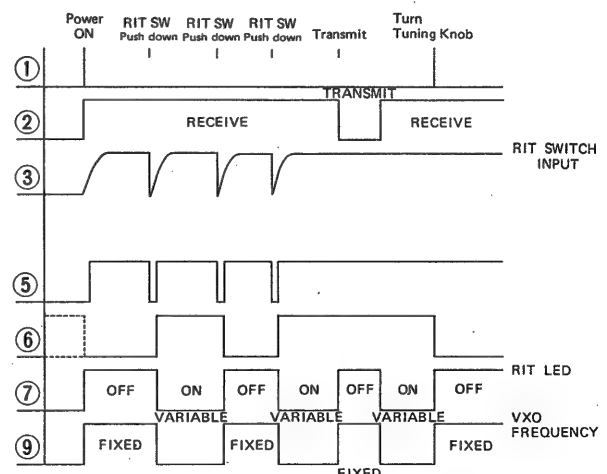 Power ON
RIT SW Push down
RIT SW Push down
RIT SW Push down
Transmit
Turn Tuning Knob
1
TRANSMIT
2
RECEIVE
RECEIVE
RIT SWITCH INPUT
3
5
6
RIT LED
7
OFF
ON
OFF
ON
OFF
ON
OFF
VARIABLE
VARIABLE
VARIABLE
VXO FREQUENCY
9
FIXED
FIXED
FIXED
FIXED